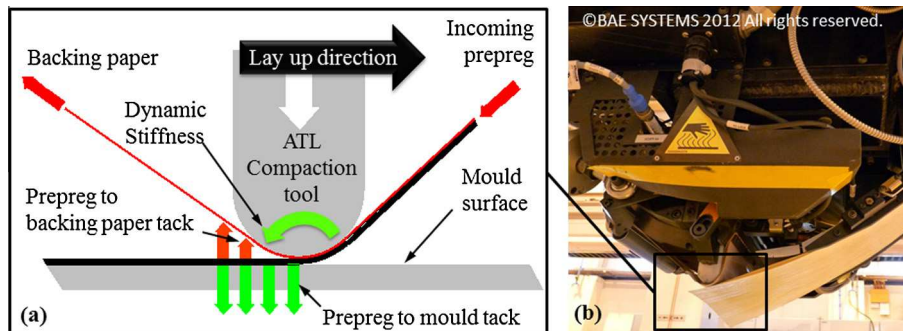 Backing paper
Lay up direction
Incoming
prepreg
Dynamic
Stiffness
ATL
Compaction
tool
Mould
surface
Prepreg to
backing paper tack
(a)
Prepreg to mould tack
©BAE SYSTEMS 2012 All rights reserved.
(b)